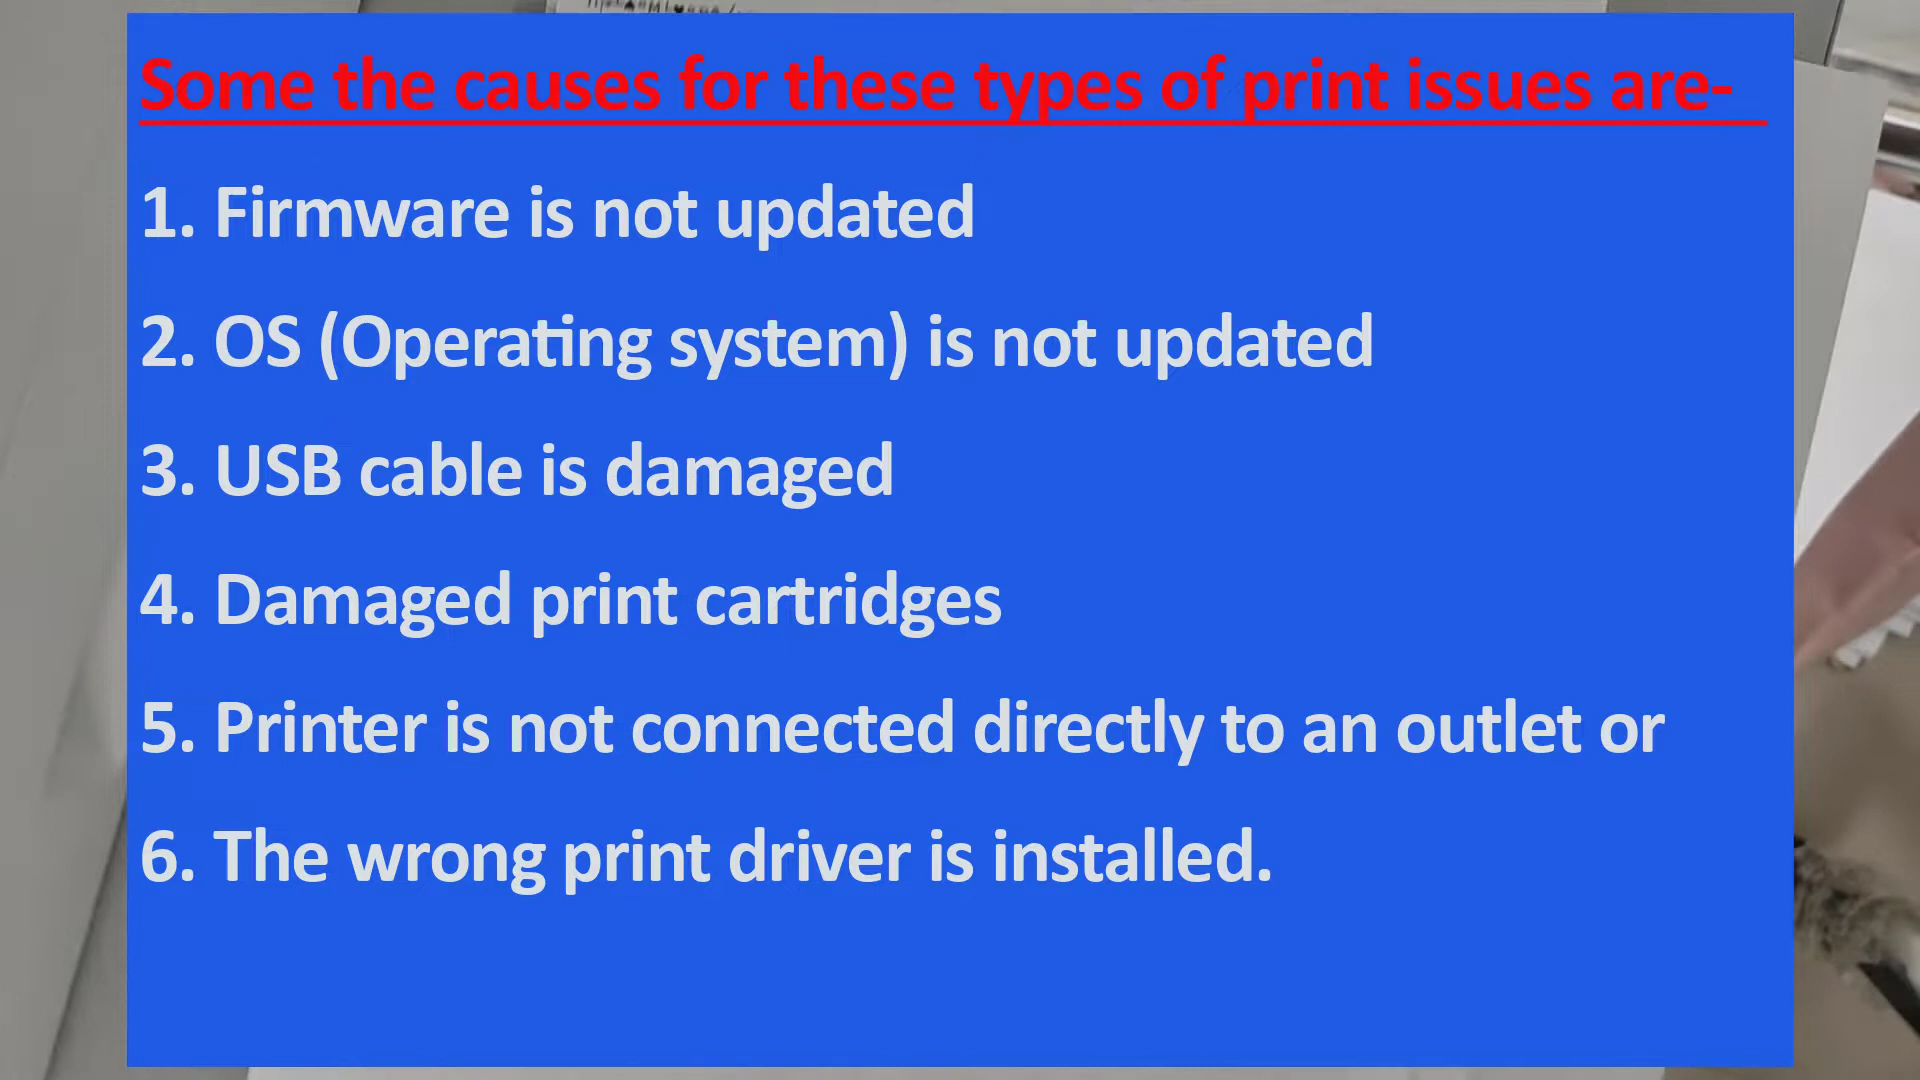 Some the causes for these types of print issues are-
1. Firmware is not updated
2. OS (Operating system) is not updated
3. USB cable is damaged
4. Damaged print cartridges
5. Printer is not connected directly to an outlet or
6. The wrong print driver is installed.